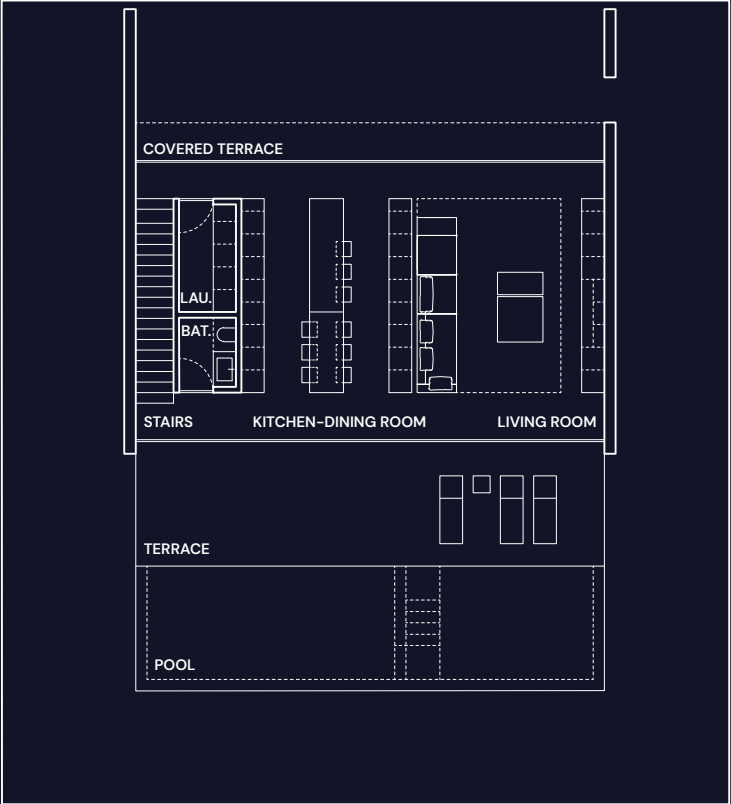 COVERED TERRACE
LAU.
BAT.
STAIRS
KITCHEN-DINING ROOM
LIVING ROOM
TERRACE
POOL